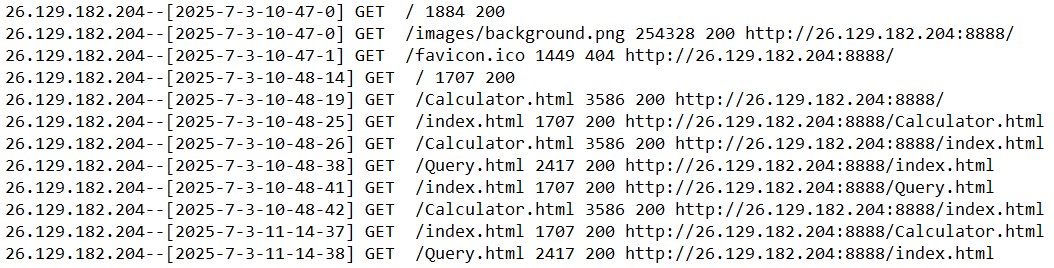 26.129.182.204--[2025-7-3-10-47-0] GET  / 1884 200
26.129.182.204--[2025-7-3-10-47-0] GET  /images/background.png 254328 200 http://26.129.182.204:8888/
26.129.182.204--[2025-7-3-10-47-1] GET  /favicon.ico 1449 404 http://26.129.182.204:8888/
26.129.182.204--[2025-7-3-10-48-14] GET  / 1707 200
26.129.182.204--[2025-7-3-10-48-19] GET  /Calculator.html 3586 200 http://26.129.182.204:8888/
26.129.182.204--[2025-7-3-10-48-25] GET  /index.html 1707 200 http://26.129.182.204:8888/Calculator.html
26.129.182.204--[2025-7-3-10-48-26] GET  /Calculator.html 3586 200 http://26.129.182.204:8888/index.html
26.129.182.204--[2025-7-3-10-48-38] GET  /Query.html 2417 200 http://26.129.182.204:8888/index.html
26.129.182.204--[2025-7-3-10-48-41] GET  /index.html 1707 200 http://26.129.182.204:8888/Query.html
26.129.182.204--[2025-7-3-10-48-42] GET  /Calculator.html 3586 200 http://26.129.182.204:8888/index.html
26.129.182.204--[2025-7-3-11-14-37] GET  /index.html 1707 200 http://26.129.182.204:8888/Calculator.html
26.129.182.204--[2025-7-3-11-14-38] GET  /Query.html 2417 200 http://26.129.182.204:8888/index.html